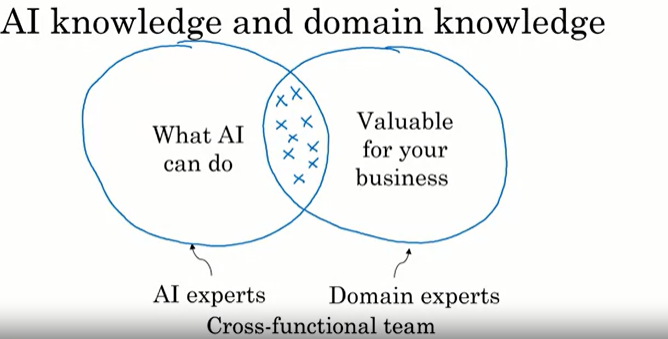 AI knowledge and domain knowledge
What AI
can do
Valuable
for your
business
AI experts
Domain experts
Cross-functional team